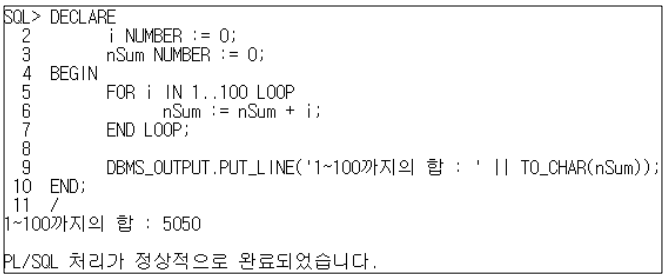 SQL> DECLARE
  2          i NUMBER := 0;
  3          nSum NUMBER := 0;
  4  BEGIN
  5          FOR i IN 1..100 LOOP
  6                  nSum := nSum + i;
  7          END LOOP;
  8
  9          DBMS_OUTPUT.PUT_LINE('1~100까지의 합 : ' || TO_CHAR(nSum));
 10  END;
 11  /
1~100까지의 합 : 5050
PL/SQL 처리가 정상적으로 완료되었습니다.